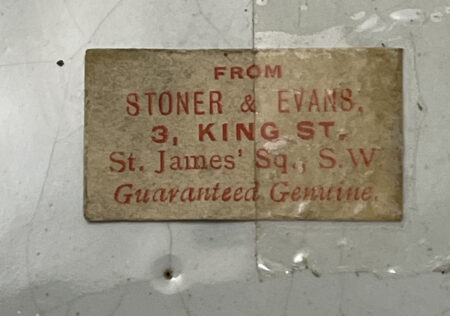 FROM
STONER & EVANS,
3, KING ST.,
St. James' Sq., S.W
Guaranteed Genuine.